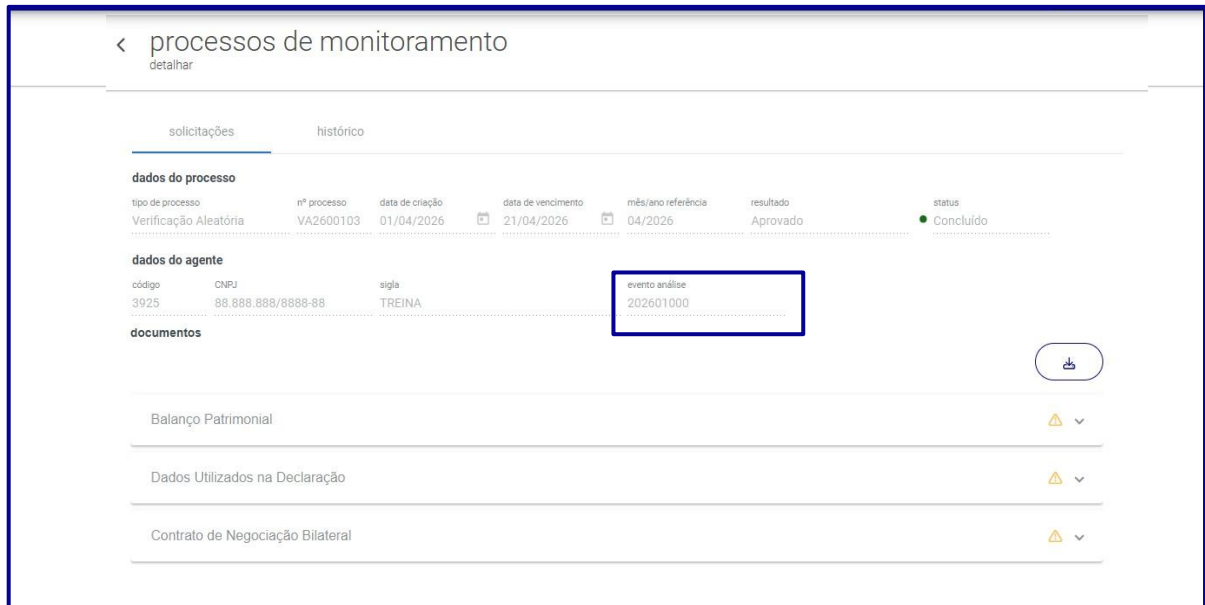 processos de monitoramento
detalhar
solicitações histórico
dados do processo
tipo de processo nº processo data de criação data de vencimento mês/ano referência resultado status
Verificação Aleatória VA2600103 01/04/2026 21/04/2026 04/2026 Aprovado Concluído
dados do agente
código CNPJ sigla evento análise
3925 88.888.888/8888-88 TREINA 202601000
documentos
Balanço Patrimonial
Dados Utilizados na Declaração
Contrato de Negociação Bilateral